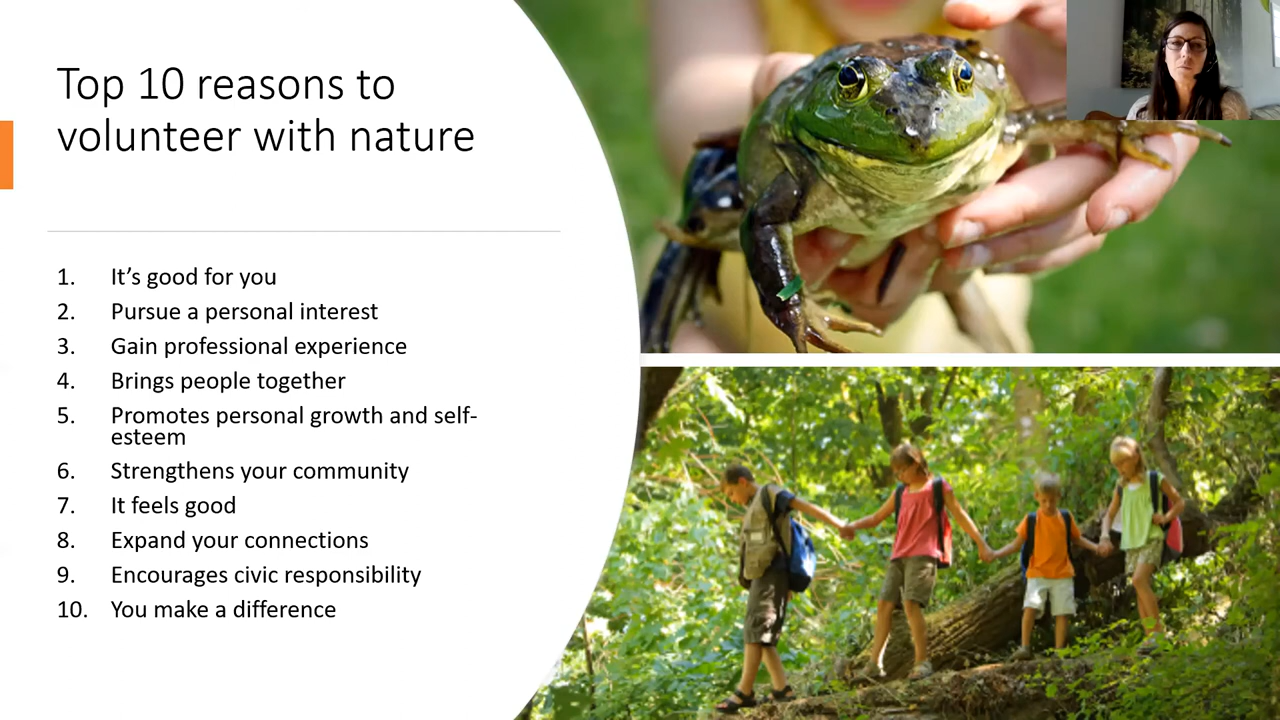 Top 10 reasons to
volunteer with nature
1. It’s good for you
2. Pursue a personal interest
3. Gain professional experience
4. Brings people together
5. Promotes personal growth and self-
esteem
6. Strengthens your community
7. It feels good
8. Expand your connections
9. Encourages civic responsibility
10. You make a difference